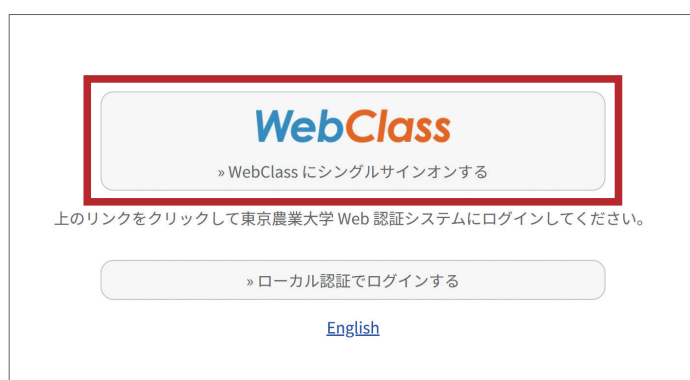 WebClass
» WebClass にシングルサインオンする
上のリンクをクリックして東京農業大学 Web 認証システムにログインしてください。
» ローカル認証でログインする
English